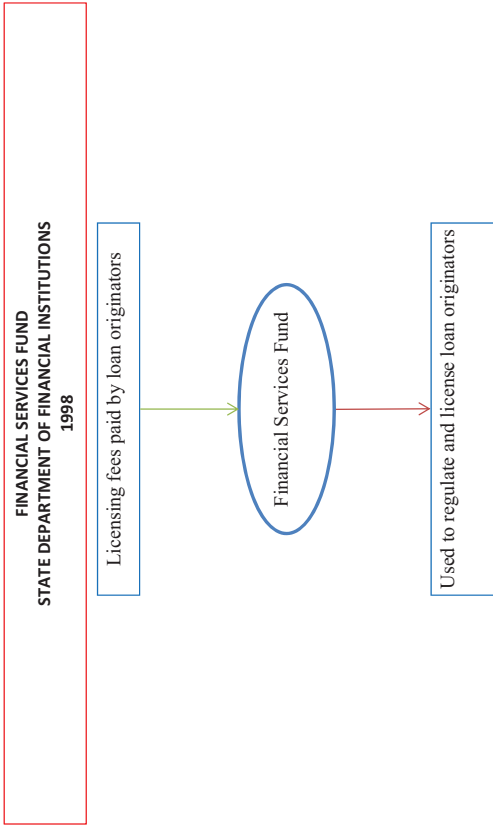 FINANCIAL SERVICES FUND
STATE DEPARTMENT OF FINANCIAL INSTITUTIONS
1998
Licensing fees paid by loan originators
Financial Services Fund
Used to regulate and license loan originators